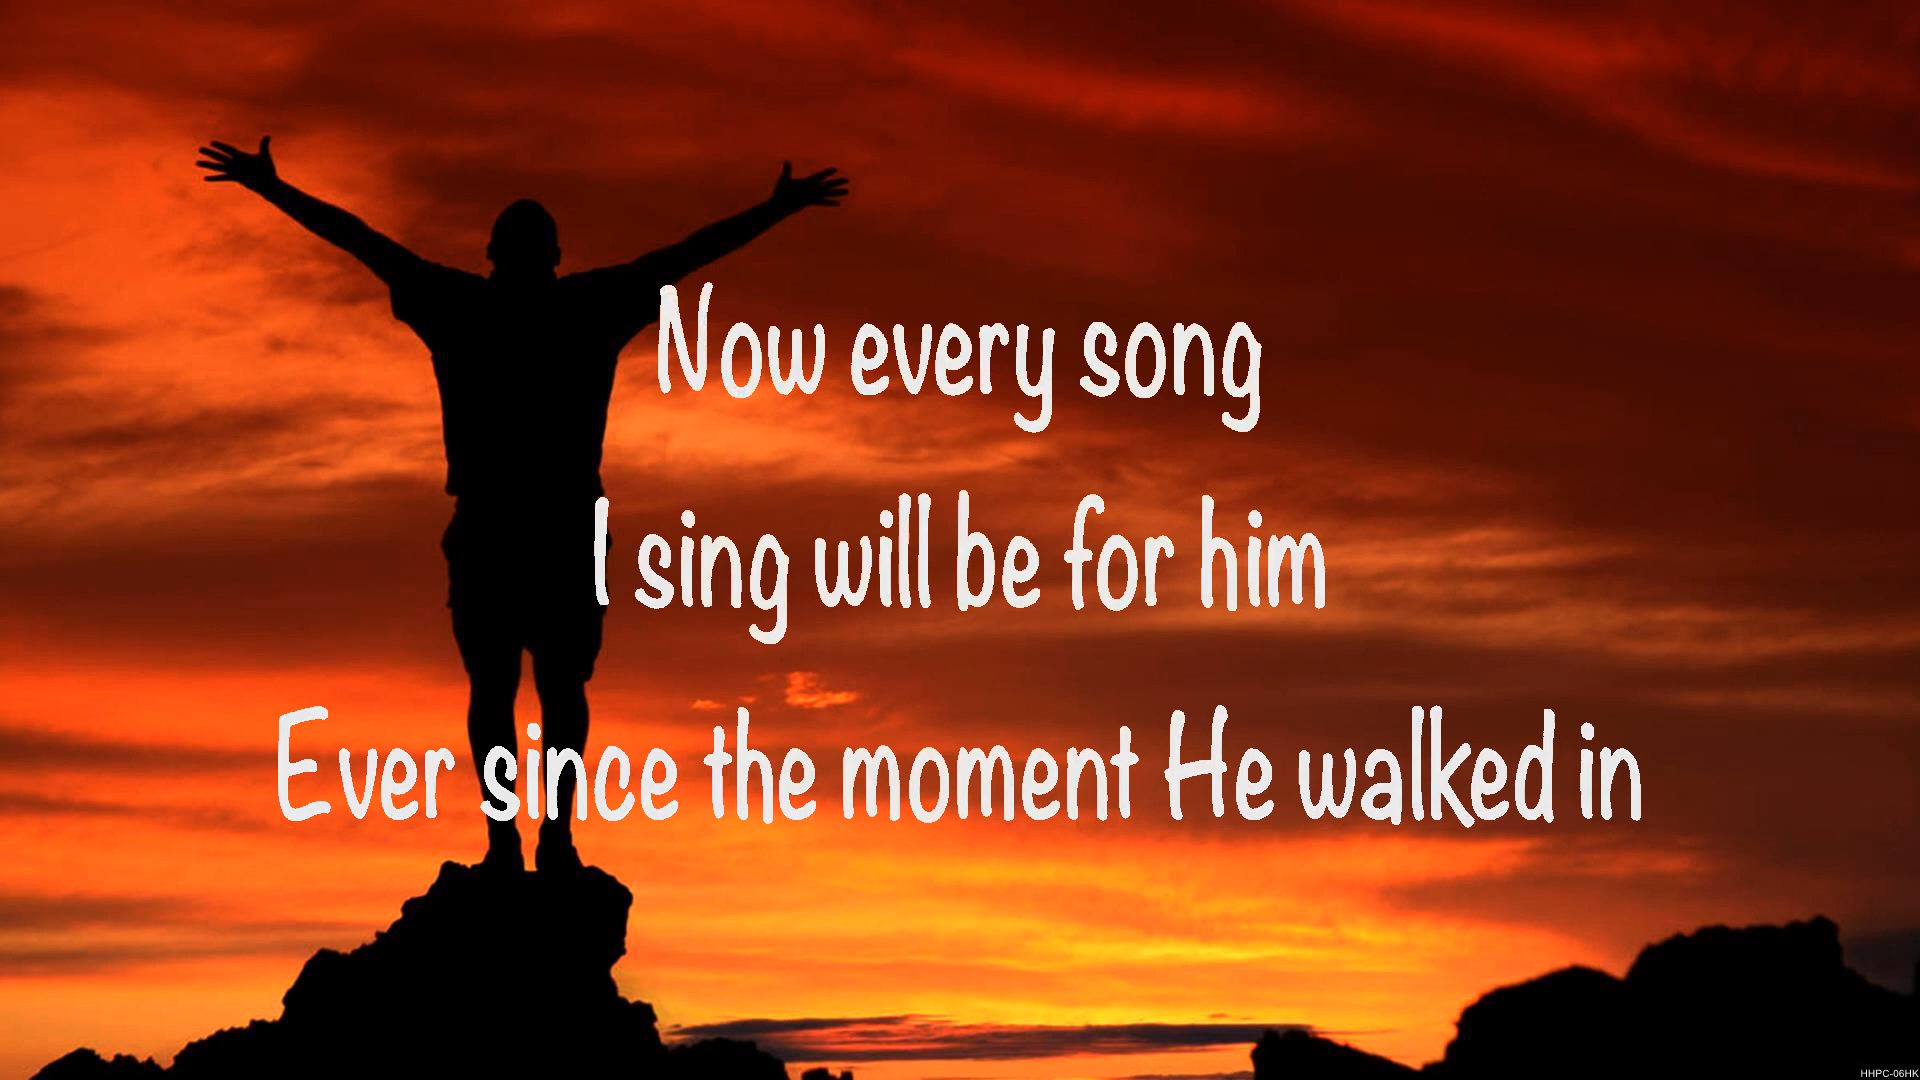 Now every song
I sing will be for him
Ever since the moment He walked in
HHPC-06HK